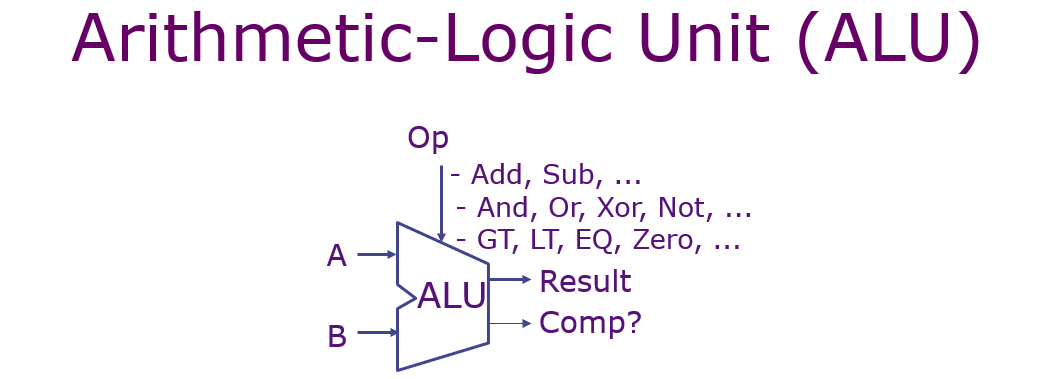 Arithmetic-Logic Unit (ALU)
Op
- Add, Sub, ...
- And, Or, Xor, Not, ...
- GT, LT, EQ, Zero, ...
A
Result
ALU
Comp?
B